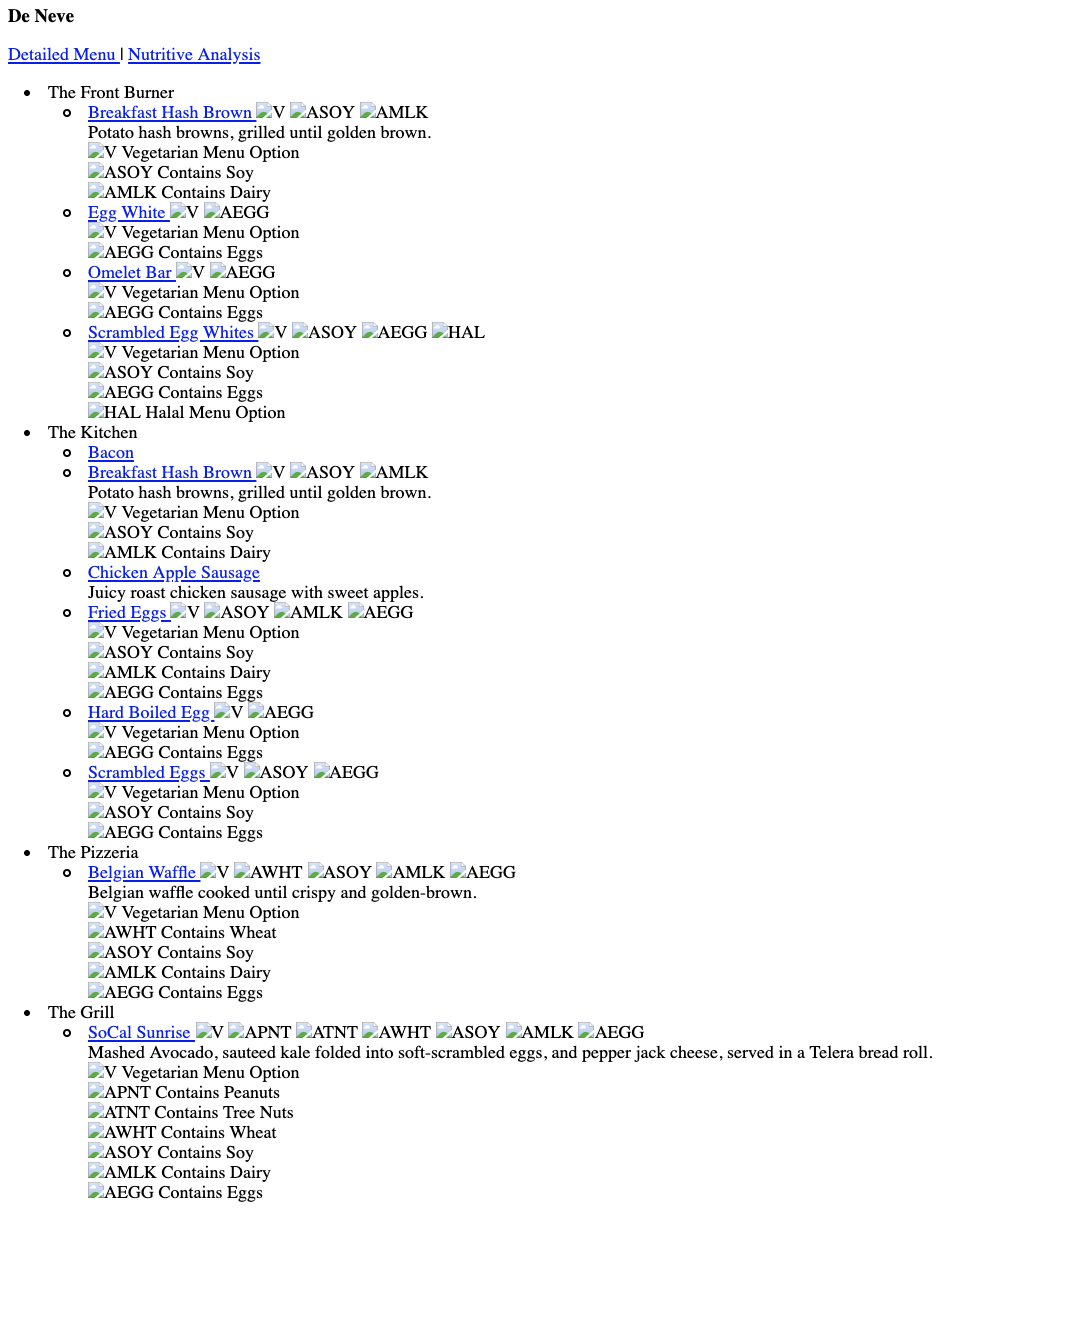 De Neve
Detailed Menu | Nutritive Analysis
The Front Burner
Breakfast Hash Brown V ASOY AMLK
Potato hash browns, grilled until golden brown.
V Vegetarian Menu Option
ASOY Contains Soy
AMLK Contains Dairy
Egg White V AEGG
V Vegetarian Menu Option
AEGG Contains Eggs
Omelet Bar V AEGG
V Vegetarian Menu Option
AEGG Contains Eggs
Scrambled Egg Whites V ASOY AEGG HAL
V Vegetarian Menu Option
ASOY Contains Soy
AEGG Contains Eggs
HAL Halal Menu Option
The Kitchen
Bacon
Breakfast Hash Brown V ASOY AMLK
Potato hash browns, grilled until golden brown.
V Vegetarian Menu Option
ASOY Contains Soy
AMLK Contains Dairy
Chicken Apple Sausage
Juicy roast chicken sausage with sweet apples.
Fried Eggs V ASOY AMLK AEGG
V Vegetarian Menu Option
ASOY Contains Soy
AMLK Contains Dairy
AEGG Contains Eggs
Hard Boiled Egg V AEGG
V Vegetarian Menu Option
AEGG Contains Eggs
Scrambled Eggs V ASOY AEGG
V Vegetarian Menu Option
ASOY Contains Soy
AEGG Contains Eggs
The Pizzeria
Belgian Waffle V AWHT ASOY AMLK AEGG
Belgian waffle cooked until crispy and golden-brown.
V Vegetarian Menu Option
AWHT Contains Wheat
ASOY Contains Soy
AMLK Contains Dairy
AEGG Contains Eggs
The Grill
SoCal Sunrise V APNT ATNT AWHT ASOY AMLK AEGG
Mashed Avocado, sauteed kale folded into soft-scrambled eggs, and pepper jack cheese, served in a Telera bread roll.
V Vegetarian Menu Option
APNT Contains Peanuts
ATNT Contains Tree Nuts
AWHT Contains Wheat
ASOY Contains Soy
AMLK Contains Dairy
AEGG Contains Eggs